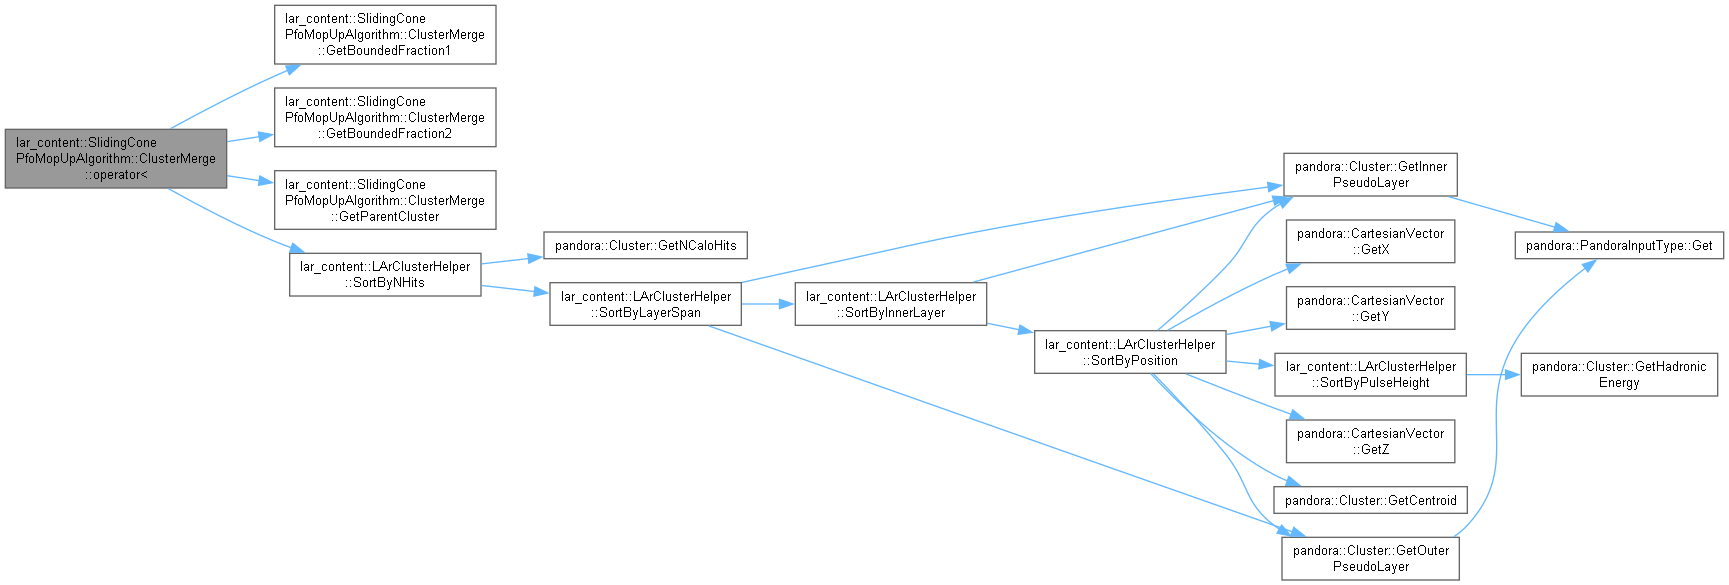 lar_content::SlidingCone
PfoMopUpAlgorithm::ClusterMerge
::operator<
lar_content::SlidingCone
PfoMopUpAlgorithm::ClusterMerge
::GetBoundedFraction1
lar_content::SlidingCone
PfoMopUpAlgorithm::ClusterMerge
::GetBoundedFraction2
lar_content::SlidingCone
PfoMopUpAlgorithm::ClusterMerge
::GetParentCluster
lar_content::LArClusterHelper
::SortByNHits
pandora::Cluster::GetNCaloHits
lar_content::LArClusterHelper
::SortByLayerSpan
lar_content::LArClusterHelper
::SortByInnerLayer
lar_content::LArClusterHelper
::SortByPosition
pandora::Cluster::GetInner
PseudoLayer
pandora::CartesianVector
::GetX
pandora::CartesianVector
::GetY
lar_content::LArClusterHelper
::SortByPulseHeight
pandora::CartesianVector
::GetZ
pandora::Cluster::GetCentroid
pandora::Cluster::GetOuter
PseudoLayer
pandora::PandoraInputType::Get
pandora::Cluster::GetHadronic
Energy